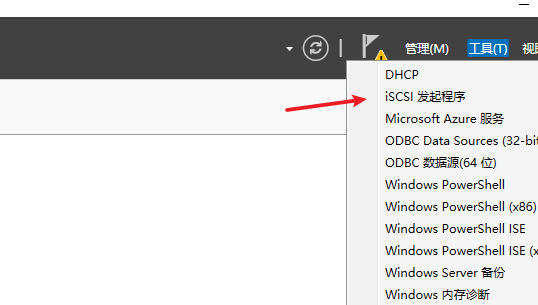 管理(M) 工具(T)
DHCP
iSCSI 发起程序
Microsoft Azure 服务
ODBC Data Sources (32-bit
ODBC 数据源(64 位)
Windows PowerShell
Windows PowerShell (x86)
Windows PowerShell ISE
Windows PowerShell ISE (x
Windows Server 备份
Windows 内存诊断